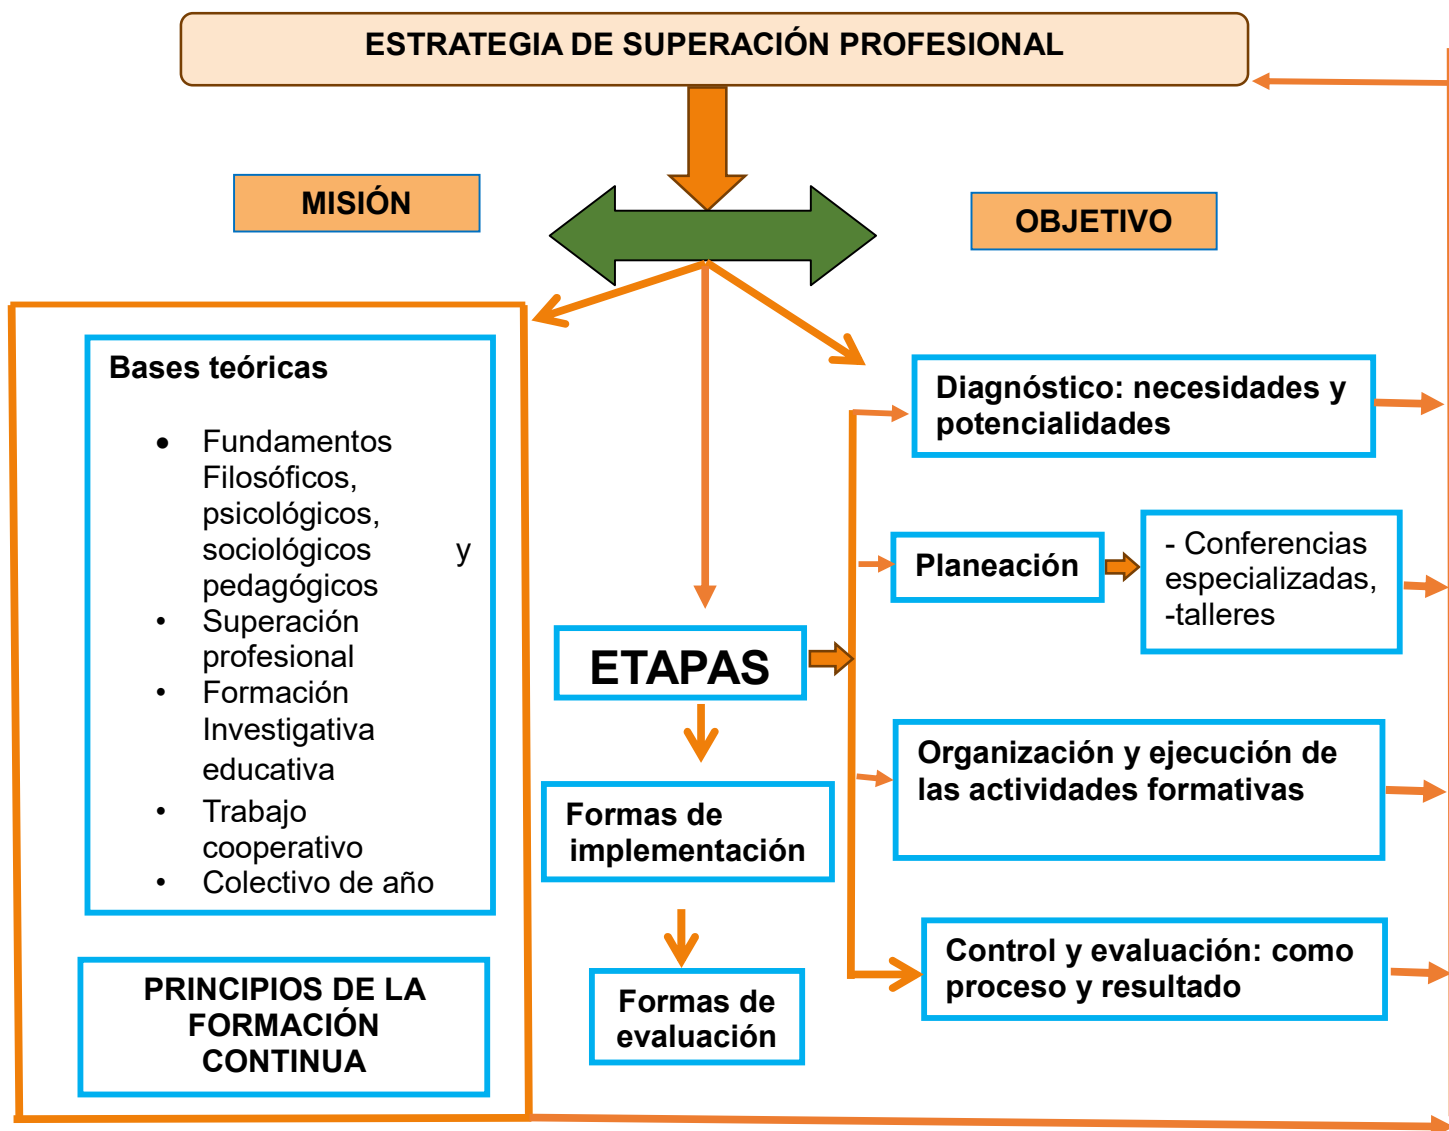 ESTRATEGIA DE SUPERACIÓN PROFESIONAL
MISIÓN
OBJETIVO
Bases teóricas
• Fundamentos
Filosóficos,
psicológicos,
sociológicos y
pedagógicos
• Superación
profesional
• Formación
Investigativa
educativa
• Trabajo
cooperativo
• Colectivo de año
PRINCIPIOS DE LA
FORMACIÓN
CONTINUA
ETAPAS
Formas de
implementación
Formas de
evaluación
Diagnóstico: necesidades y
potencialidades
Planeación
- Conferencias
especializadas,
-talleres
Organización y ejecución de
las actividades formativas
Control y evaluación: como
proceso y resultado